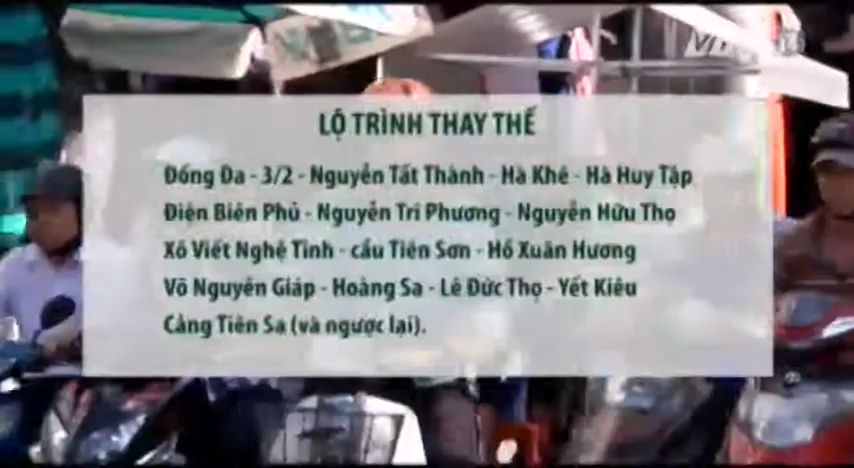 LỘ TRÌNH THAY THẾ
Đống Đa - 3/2 - Nguyễn Tất Thành - Hà Khê - Hà Huy Tập
Điện Biên Phủ - Nguyễn Tri Phương - Nguyễn Hữu Thọ
Xô Viết Nghệ Tĩnh - cầu Tiên Sơn - Hồ Xuân Hương
Võ Nguyên Giáp - Hoàng Sa - Lê Đức Thọ - Yết Kiêu
Cảng Tiên Sa (và ngược lại).